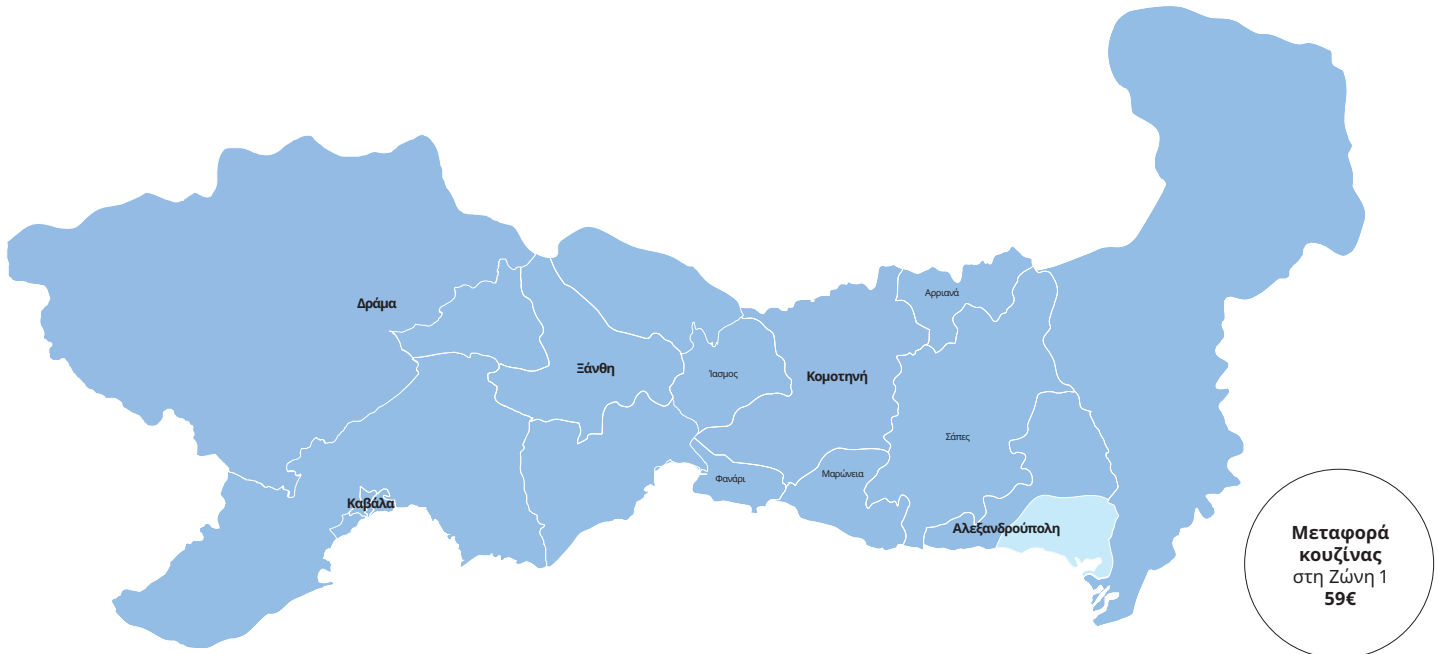 Αρριανά
Δράμα
Ξάνθη
Ίασμος
Κομοτηνή
Σάπες
Φανάρι
Μαρώνεια
Καβάλα
Αλεξανδρούπολη
Μεταφορά
κουζίνας
στη Ζώνη 1
59€